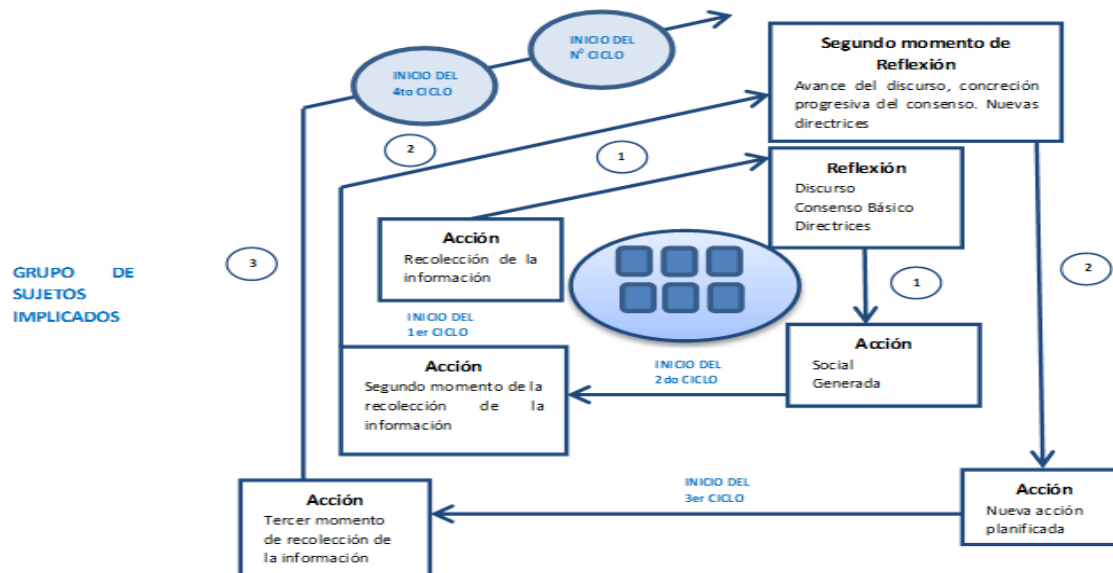 INICIO DEL
Nº CICLO
INICIO DEL
4to CICLO
Segundo momento de
Reflexión
Avance del discurso, concreción
progresiva del consenso. Nuevas
directrices
2
1
Reflexión
Discurso
Consenso Básico
Directrices
Acción
Recolección de la
información
3
GRUPO DE
SUJETOS
IMPLICADOS
1
2
INICIO DEL
1er CICLO
Acción
Social
Generada
Acción
Segundo momento de la
recolección de la
información
INICIO DEL
2do CICLO
INICIO DEL
3er CICLO
Acción
Tercer momento
de recolección de
la información
Acción
Nueva acción
planificada